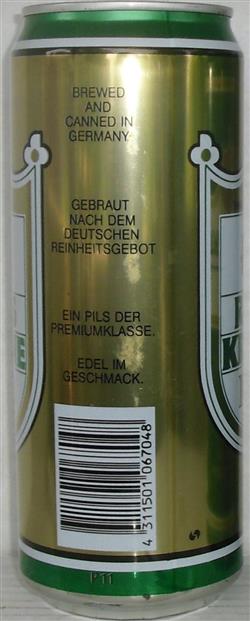 BREWED
AND
CANNED IN
GERMANY
GEBRAUT
NACH DEM
DEUTSCHEN
REINHEITSGEBOT
EIN PILS DER
PREMIUMKLASSE.
EDEL IM
GESCHMACK.
4 311501 067048
P11